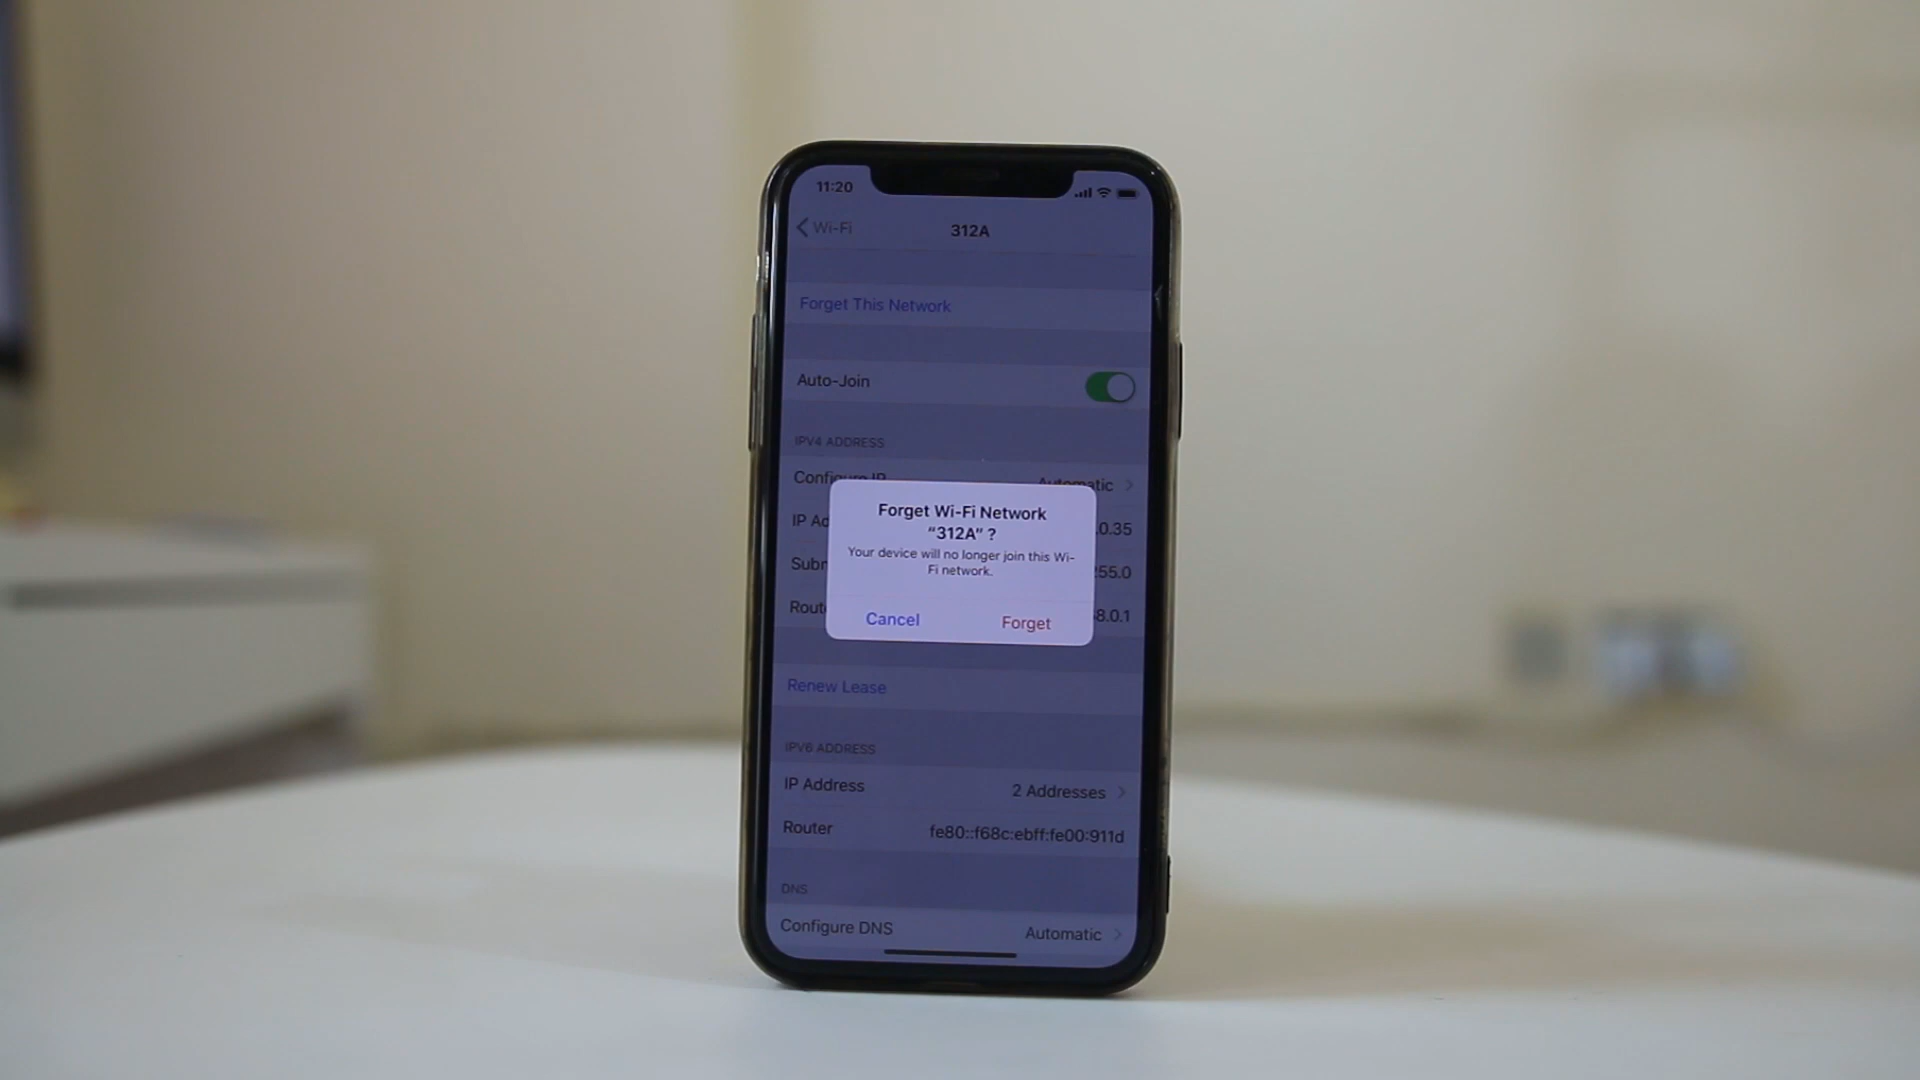 11:20
Wi-Fi
312A
Forget This Network
Auto-Join
IPV4 ADDRESS
Configure IP
Automatic
Forget Wi-Fi Network
“312A” ?
Your device will no longer join this Wi-
Fi network.
Cancel
Forget
IP Ad
.0.35
Subn
255.0
Route
8.0.1
Renew Lease
IPV6 ADDRESS
IP Address
2 Addresses
Router
fe80::f68c:ebff:fe00:911d
DNS
Configure DNS
Automatic